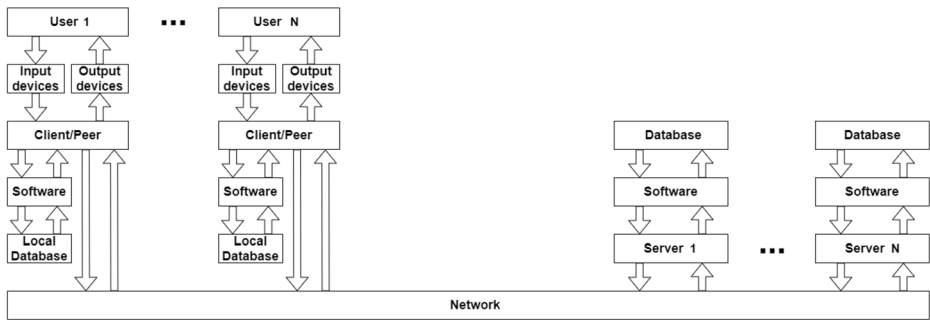 User 1
...
User N
Input
devices
Output
devices
Input
devices
Output
devices
Client/Peer
Client/Peer
Database
Database
Software
Software
Software
Software
Local
Database
Local
Database
Server 1
...
Server N
Network